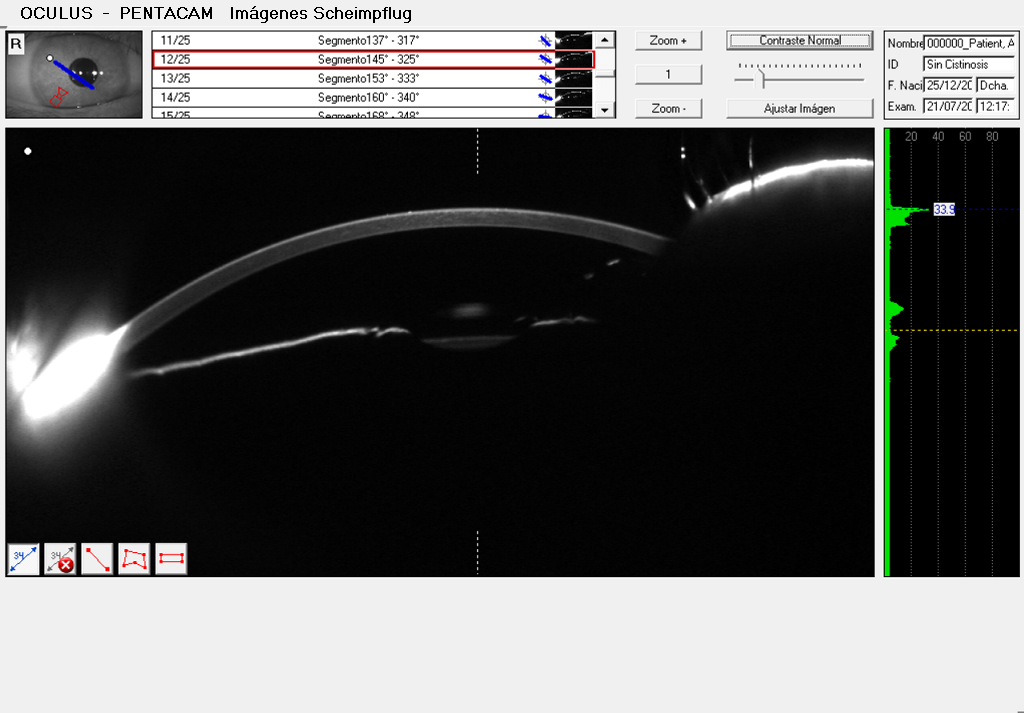 OCULUS - PENTACAM Imágenes Scheimpflug
R
11/25 Segmento137° - 317°
12/25 Segmento145° - 325°
13/25 Segmento153° - 333°
14/25 Segmento160° - 340°
15/25 Segmento168° - 348°
Zoom +
1
Zoom -
Contraste Normal
Ajustar Imágen
Nombre 000000_Patient, A
ID Sin Cistinosis
F. Naci 25/12/20 Dcha.
Exam. 21/07/20 12:17:
20 40 60 80
33.9
34 34